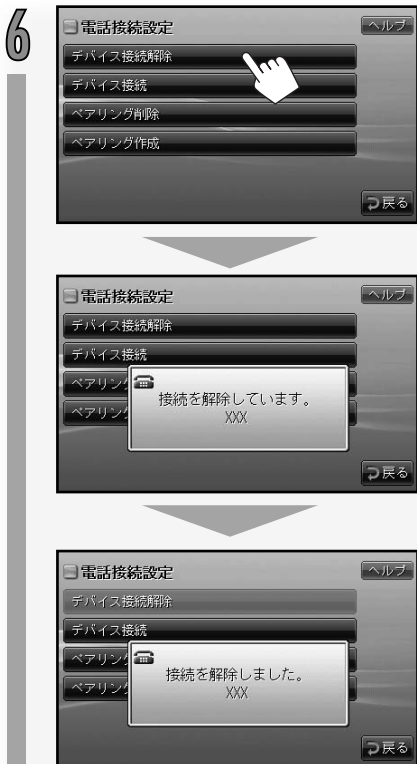 6
電話接続設定 ヘルプ
デバイス接続解除
デバイス接続
ペアリング削除
ペアリング作成
戻る
電話接続設定 ヘルプ
デバイス接続解除
デバイス接続
ペアリン
接続を解除しています。
ペアリン
XXX
戻る
電話接続設定 ヘルプ
デバイス接続解除
デバイス接続
ペアリン
接続を解除しました。
ペアリン
XXX
戻る